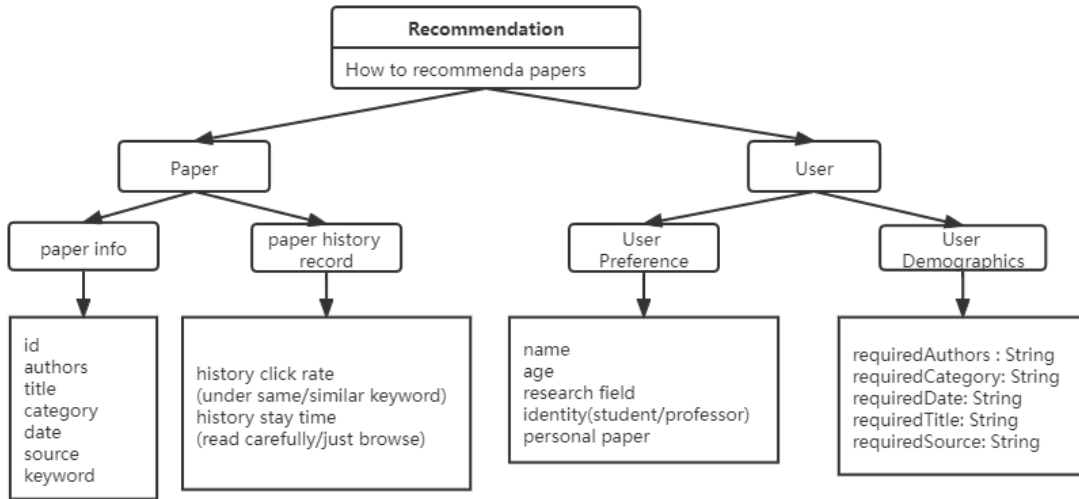 Recommendation
How to recommenda papers
Paper
User
paper info
paper history
record
User
Preference
User
Demographics
id
authors
title
category
date
source
keyword
history click rate
(under same/similar keyword)
history stay time
(read carefully/just browse)
name
age
research field
identity(student/professor)
personal paper
requiredAuthors : String
requiredCategory: String
requiredDate: String
requiredTitle: String
requiredSource: String